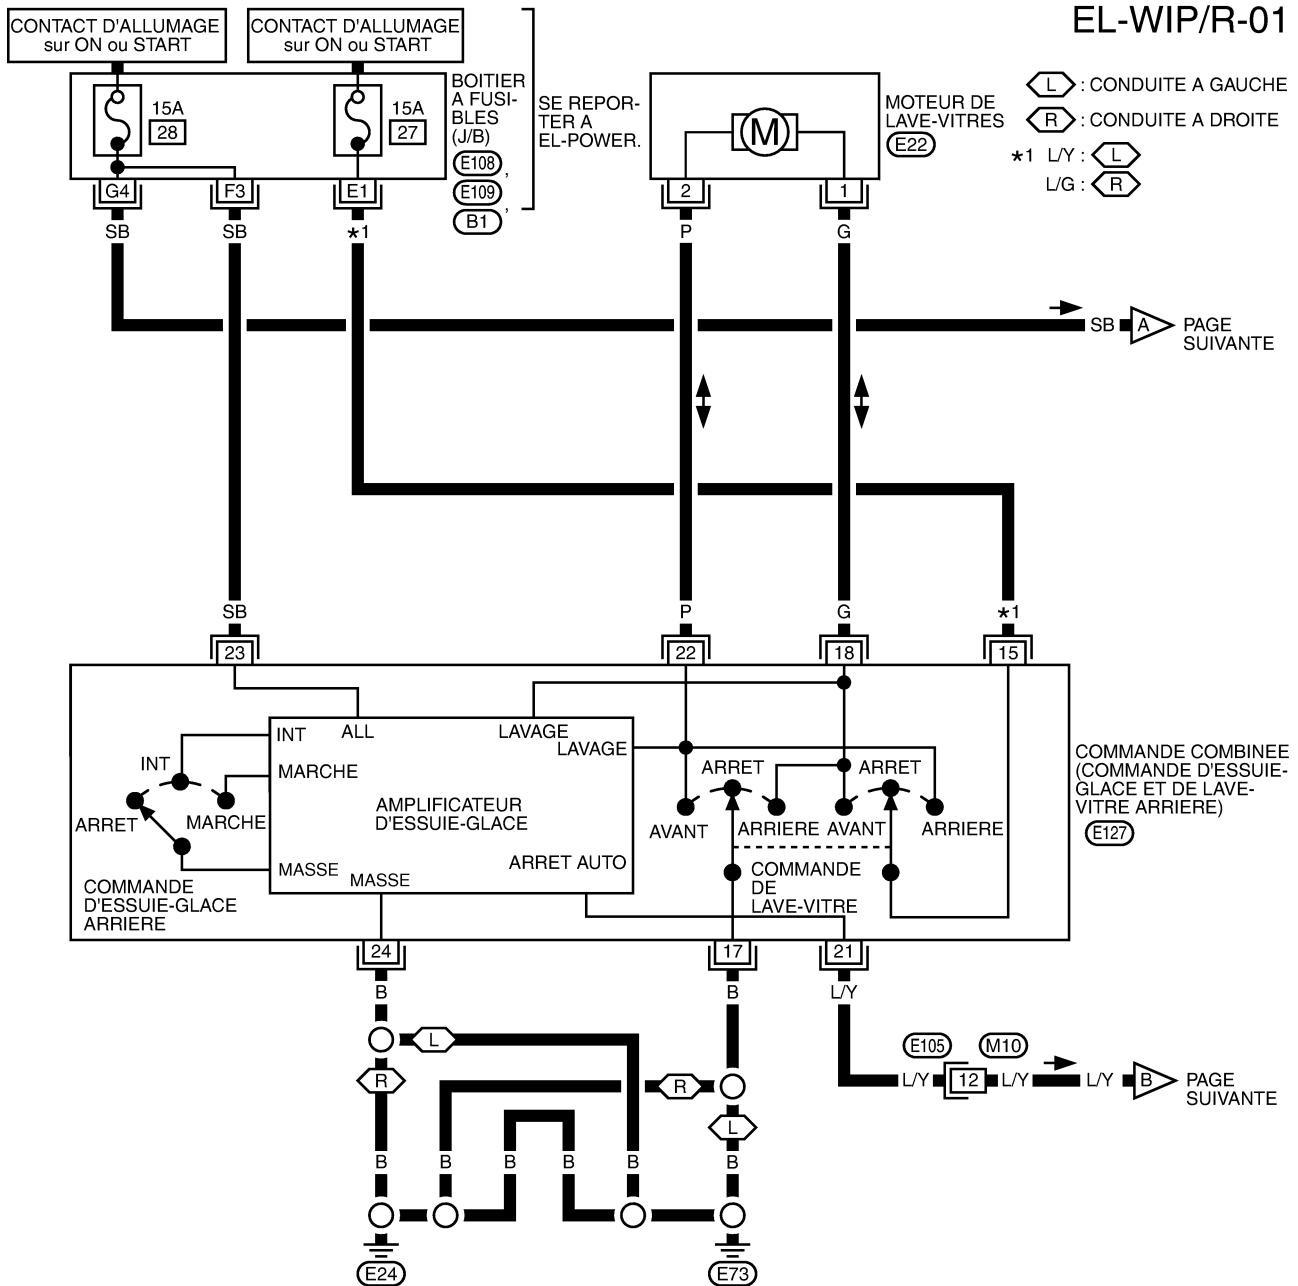 EL-WIP/R-01
CONTACT D'ALLUMAGE
sur ON ou START
CONTACT D'ALLUMAGE
sur ON ou START
15A
28
15A
27
BOITIER
A FUSI-
BLES
(J/B)
E108 ,
E109 ,
B1
SE REPOR-
TER A
EL-POWER.
M
MOTEUR DE
LAVE-VITRES
E22
L : CONDUITE A GAUCHE
R : CONDUITE A DROITE
*1 L/Y : L
L/G : R
G4 F3 E1 2 1
SB SB *1 P G
SB A PAGE
SUIVANTE
SB P G *1
23 22 18 15
INT ALL LAVAGE
LAVAGE
INT
MARCHE
ARRET
MARCHE
AMPLIFICATEUR
D'ESSUIE-GLACE
ARRET ARRET
AVANT ARRIERE AVANT ARRIERE
MASSE
MASSE
ARRET AUTO
COMMANDE
D'ESSUIE-GLACE
ARRIERE
COMMANDE
DE
LAVE-VITRE
COMMANDE COMBINEE
(COMMANDE D'ESSUIE-
GLACE ET DE LAVE-
VITRE ARRIERE)
E127
24 17 21
B B L/Y
L
R
R
L
E105 M10
L/Y 12 L/Y L/Y B PAGE
SUIVANTE
B B B B B B
E24 E73